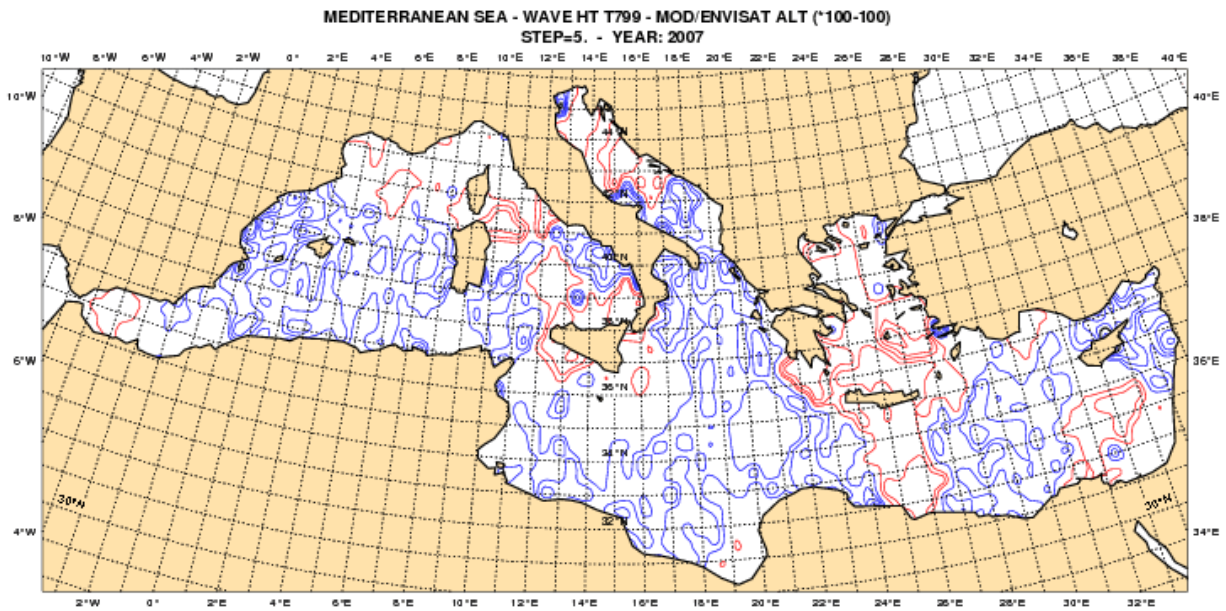 MEDITERRANEAN SEA - WAVE HT T799 - MOD/ENVISAT ALT (*100-100)
STEP=5. - YEAR: 2007
10°W 8°W 6°W 4°W 2°W 0° 2°E 4°E 6°E 8°E 10°E 12°E 14°E 16°E 18°E 20°E 22°E 24°E 26°E 28°E 30°E 32°E 34°E 36°E 38°E 40°E
10°W
40°E
44°N
42°N
8°W
38°E
40°N
38°N
6°W
36°E
36°N
34°N
30°N
30°N
32°N
4°W
34°E
2°W 0° 2°E 4°E 6°E 8°E 10°E 12°E 14°E 16°E 18°E 20°E 22°E 24°E 26°E 28°E 30°E 32°E